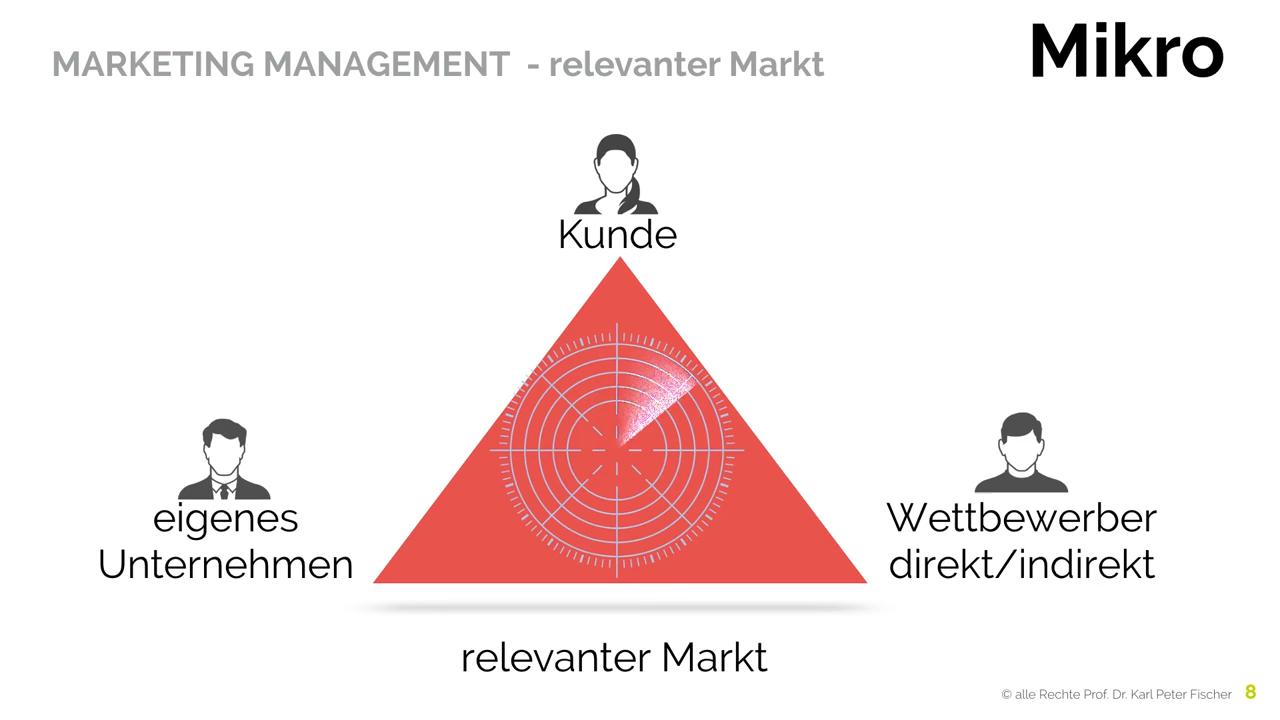 MARKETING MANAGEMENT - relevanter Markt
Mikro
Kunde
eigenes
Unternehmen
Wettbewerber
direkt/indirekt
relevanter Markt
© alle Rechte Prof. Dr. Karl Peter Fischer 8